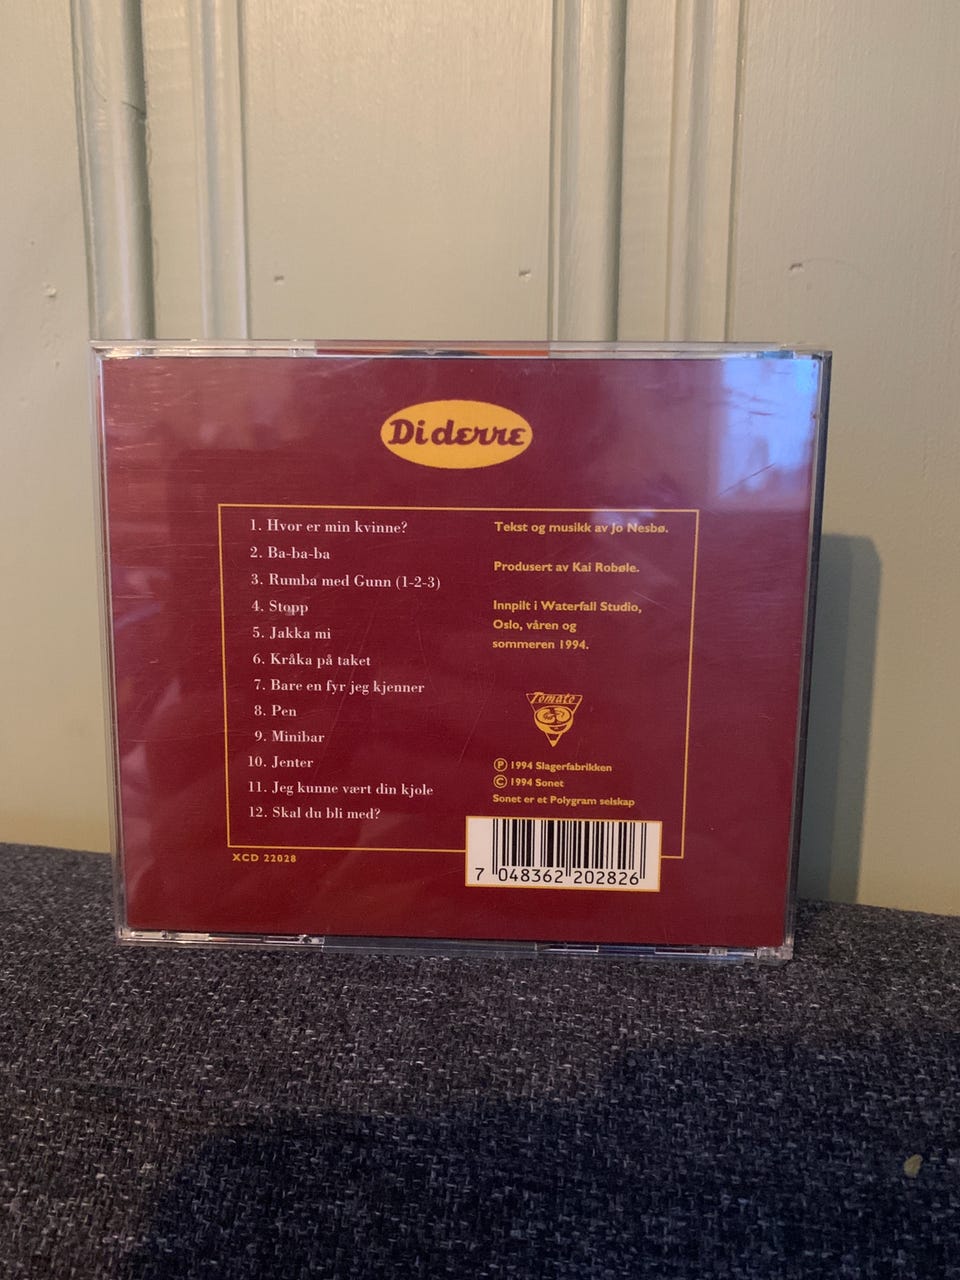 Di derre
1. Hvor er min kvinne?
2. Ba-ba-ba
3. Rumba med Gunn (1-2-3)
4. Stopp
5. Jakka mi
6. Kråka på taket
7. Bare en fyr jeg kjenner
8. Pen
9. Minibar
10. Jenter
11. Jeg kunne vært din kjole
12. Skal du bli med?
Tekst og musikk av Jo Nesbø.
Produsert av Kai Robøle.
Innpilt i Waterfall Studio,
Oslo, våren og
sommeren 1994.
Tomato
℗ 1994 Slagerfabrikken
© 1994 Sonet
Sonet er et Polygram selskap
XCD 22028
7 048362 202826